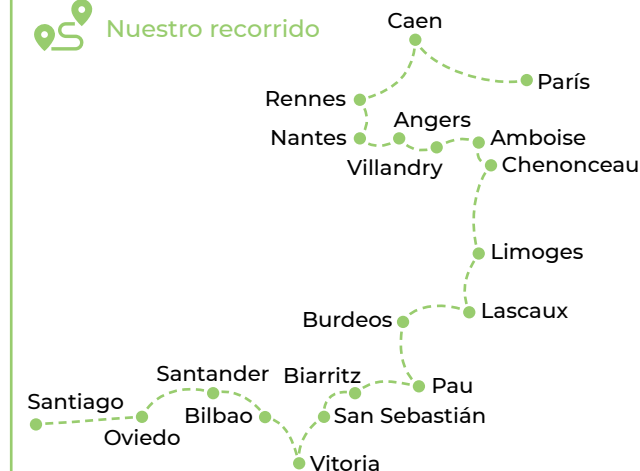 Nuestro recorrido
Caen
París
Rennes
Angers
Nantes
Amboise
Villandry
Chenonceau
Limoges
Lascaux
Burdeos
Santander
Biarritz
Pau
Santiago
Bilbao
San Sebastián
Oviedo
Vitoria